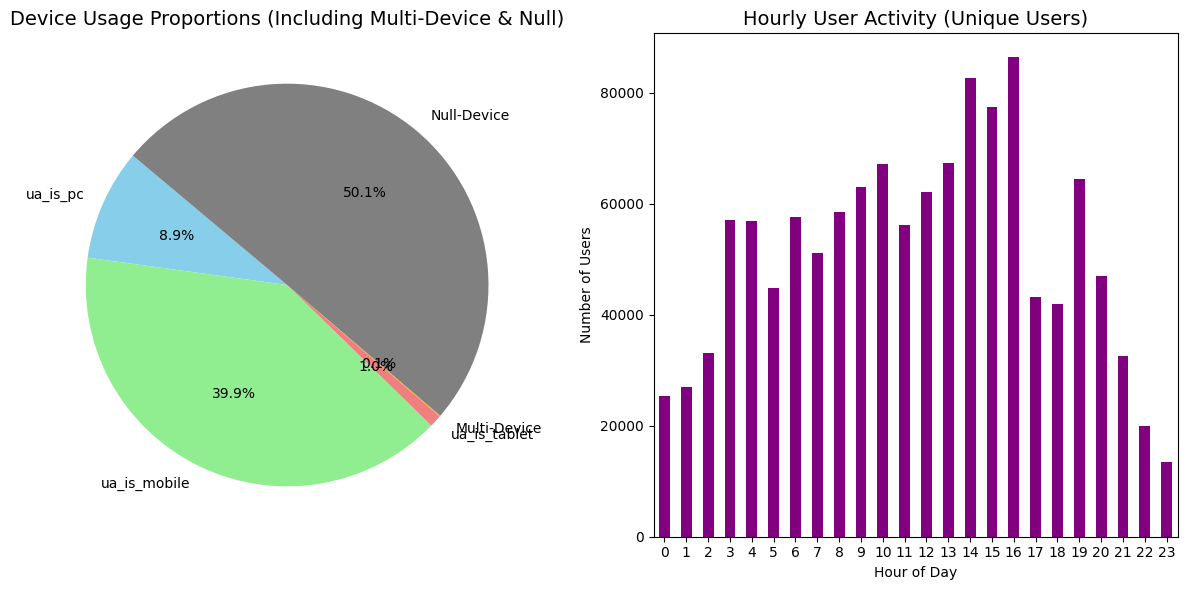 Device Usage Proportions (Including Multi-Device & Null)
Null-Device
50.1%
ua_is_pc
8.9%
39.9%
0.1%
1.0%
Multi-Device
ua_is_tablet
ua_is_mobile
Hourly User Activity (Unique Users)
Number of Users
80000
60000
40000
20000
0
0 1 2 3 4 5 6 7 8 9 10 11 12 13 14 15 16 17 18 19 20 21 22 23
Hour of Day